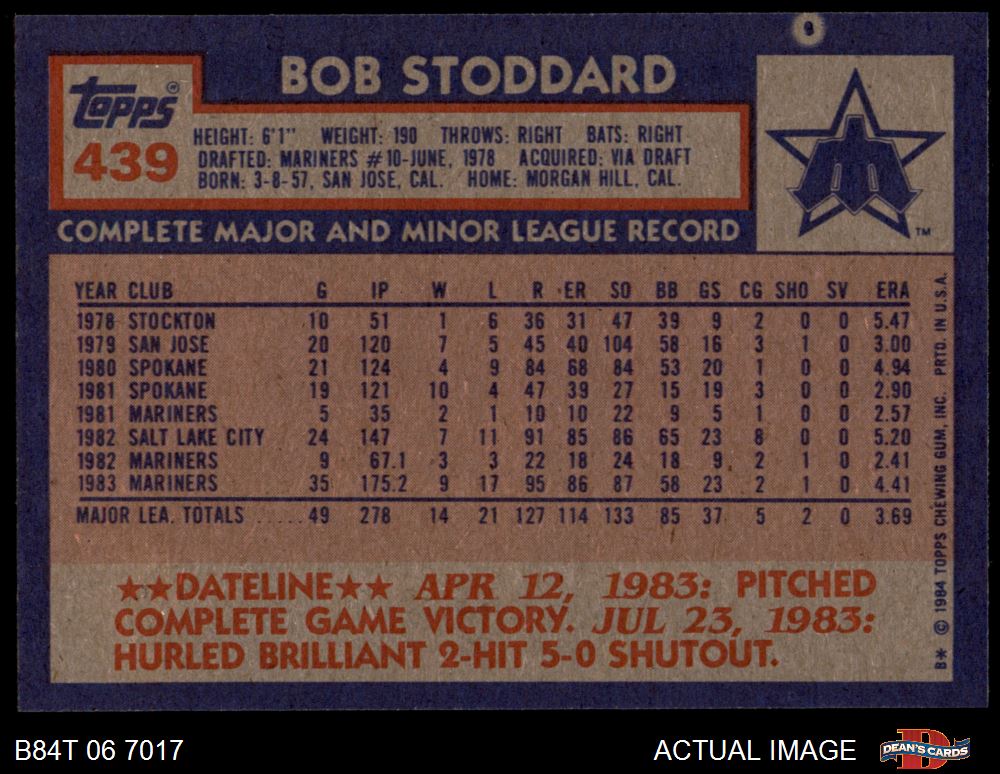 BOB STODDARD
TOPPS®
439
HEIGHT: 6'1" WEIGHT: 190 THROWS: RIGHT BATS: RIGHT
DRAFTED: MARINERS #10-JUNE, 1978 ACQUIRED: VIA DRAFT
BORN: 3-8-57, SAN JOSE, CAL. HOME: MORGAN HILL, CAL.
TM
COMPLETE MAJOR AND MINOR LEAGUE RECORD
YEAR CLUB G IP W L R ER SO BB GS CG SHO SV ERA
1978 STOCKTON 10 51 1 6 36 31 47 39 9 2 0 0 5.47
1979 SAN JOSE 20 120 7 5 45 40 104 58 16 3 1 0 3.00
1980 SPOKANE 21 124 4 9 84 68 84 53 20 1 0 0 4.94
1981 SPOKANE 19 121 10 4 47 39 27 15 19 3 0 0 2.90
1981 MARINERS 5 35 2 1 10 10 22 9 5 1 0 0 2.57
1982 SALT LAKE CITY 24 147 7 11 91 85 86 65 23 8 0 0 5.20
1982 MARINERS 9 67.1 3 3 22 18 24 18 9 2 1 0 2.41
1983 MARINERS 35 175.2 9 17 95 86 87 58 23 2 1 0 4.41
MAJOR LEA. TOTALS .....49 278 14 21 127 114 133 85 37 5 2 0 3.69
★★DATELINE★★ APR 12, 1983: PITCHED
COMPLETE GAME VICTORY. JUL 23, 1983:
HURLED BRILLIANT 2-HIT 5-0 SHUTOUT.
B* © 1984 TOPPS CHEWING GUM, INC. PRTD. IN U.S.A.
B84T 06 7017
ACTUAL IMAGE
DEAN'S CARDS